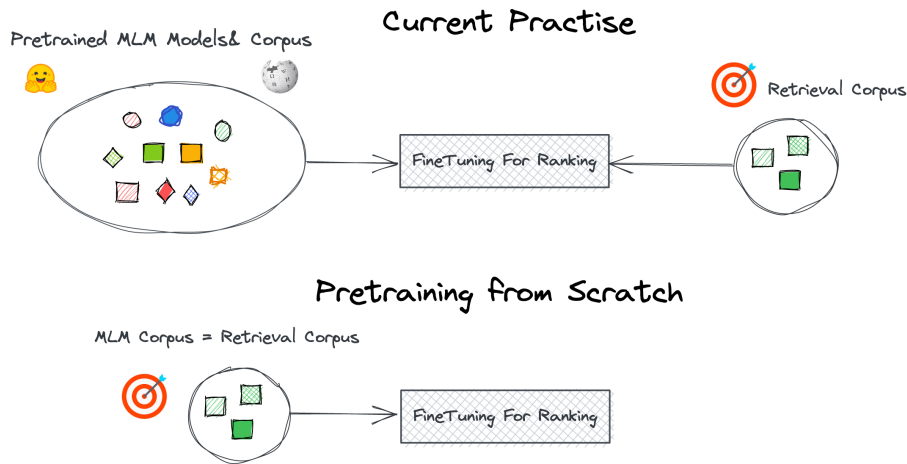 Current Practise
Pretrained MLM Models& Corpus
Retrieval Corpus
FineTuning For Ranking
Pretraining from Scratch
MLM Corpus = Retrieval Corpus
FineTuning For Ranking